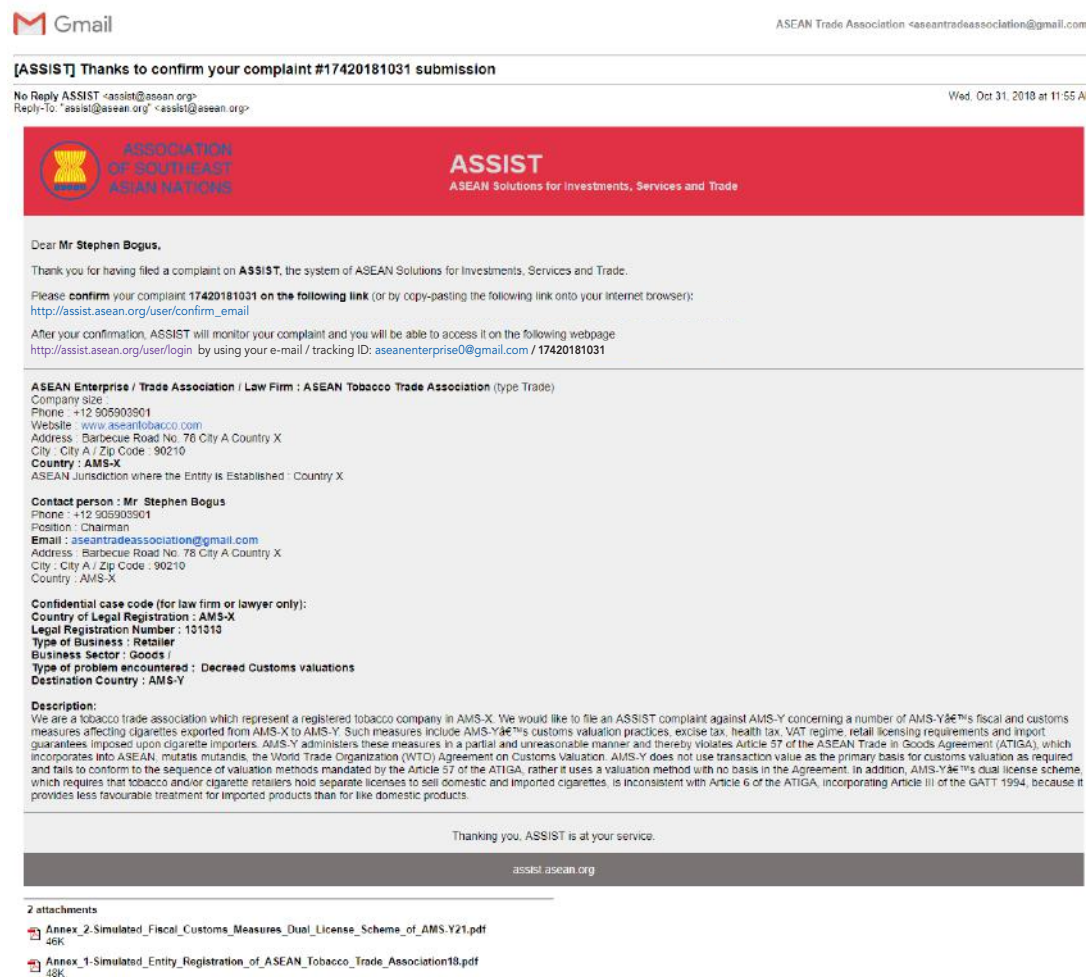 Gmail
ASEAN Trade Association <aseantradeassociation@gmail.com
[ASSIST] Thanks to confirm your complaint #17420181031 submission
No Reply ASSIST <assist@asean.org>
Wed, Oct 31, 2018 at 11:55 A
Reply-To: "assist@asean.org" <assist@asean.org>
ASSOCIATION
OF SOUTHEAST
ASIAN NATIONS
asean
ASSIST
ASEAN Solutions for Investments, Services and Trade
Dear Mr Stephen Bogus,
Thank you for having filed a complaint on ASSIST, the system of ASEAN Solutions for Investments, Services and Trade.
Please confirm your complaint 17420181031 on the following link (or by copy-pasting the following link onto your internet browser):
http://assist.asean.org/user/confirm_email
After your confirmation, ASSIST will monitor your complaint and you will be able to access it on the following webpage
http://assist.asean.org/user/login by using your e-mail / tracking ID: aseanenterprise0@gmail.com / 17420181031
ASEAN Enterprise / Trade Association / Law Firm : ASEAN Tobacco Trade Association (type Trade)
Company size :
Phone : +12 905903901
Website : www.aseantobacco.com
Address : Barbecue Road No. 78 City A Country X
City : City A / Zip Code : 90210
Country : AMS-X
ASEAN Jurisdiction where the Entity is Established : Country X
Contact person : Mr Stephen Bogus
Phone : +12 905903901
Position : Chairman
Email : aseantradeassociation@gmail.com
Address : Barbecue Road No. 78 City A Country X
City : City A / Zip Code : 90210
Country : AMS-X
Confidential case code (for law firm or lawyer only):
Country of Legal Registration : AMS-X
Legal Registration Number : 131313
Type of Business : Retailer
Business Sector : Goods /
Type of problem encountered : Decreed Customs valuations
Destination Country : AMS-Y
Description:
We are a tobacco trade association which represent a registered tobacco company in AMS-X. We would like to file an ASSIST complaint against AMS-Y concerning a number of AMS-Yâ€™s fiscal and customs
measures affecting cigarettes exported from AMS-X to AMS-Y. Such measures include AMS-Yâ€™s customs valuation practices, excise tax, health tax, VAT regime, retail licensing requirements and import
guarantees imposed upon cigarette importers. AMS-Y administers these measures in a partial and unreasonable manner and thereby violates Article 57 of the ASEAN Trade in Goods Agreement (ATIGA), which
incorporates into ASEAN, mutatis mutandis, the World Trade Organization (WTO) Agreement on Customs Valuation. AMS-Y does not use transaction value as the primary basis for customs valuation as required
and fails to conform to the sequence of valuation methods mandated by the Article 57 of the ATIGA, rather it uses a valuation method with no basis in the Agreement. In addition, AMS-Yâ€™s dual license scheme,
which requires that tobacco and/or cigarette retailers hold separate licenses to sell domestic and imported cigarettes, is inconsistent with Article 6 of the ATIGA, incorporating Article III of the GATT 1994, because it
provides less favourable treatment for imported products than for like domestic products.
Thanking you, ASSIST is at your service.
assist.asean.org
2 attachments
Annex_2-Simulated_Fiscal_Customs_Measures_Dual_License_Scheme_of_AMS-Y21.pdf
46K
Annex_1-Simulated_Entity_Registration_of_ASEAN_Tobacco_Trade_Association18.pdf
48K